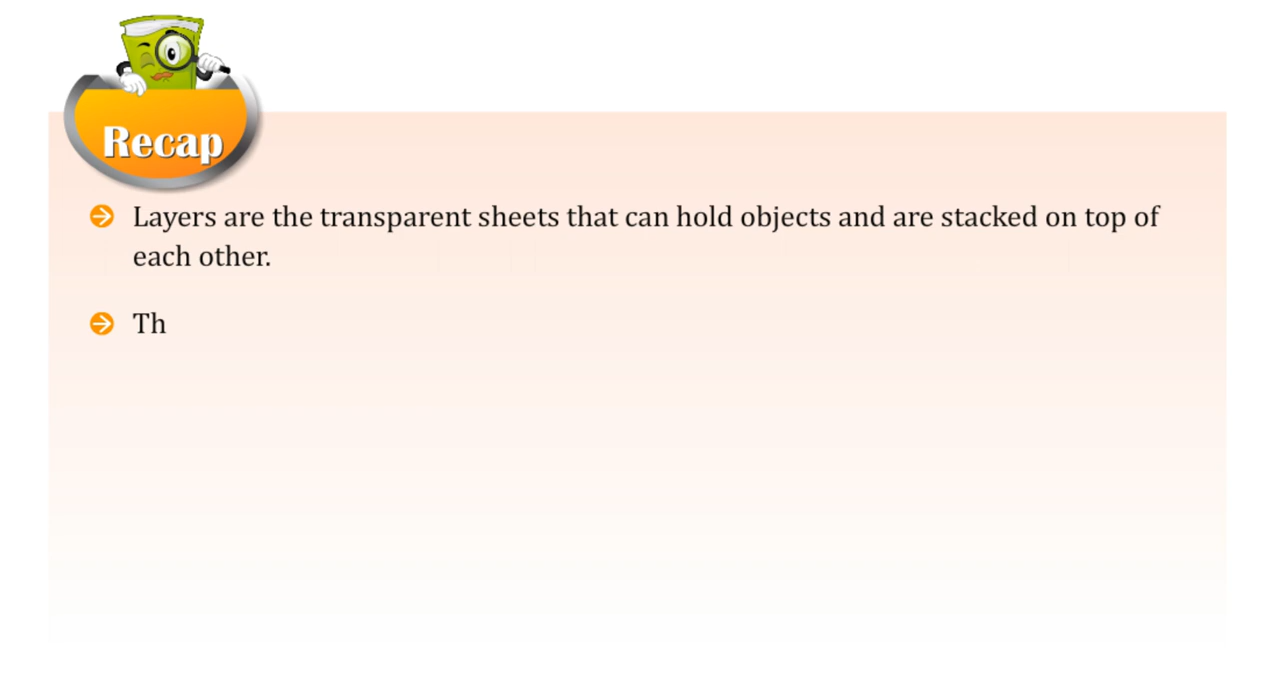 Recap
Layers are the transparent sheets that can hold objects and are stacked on top of
each other.
Th